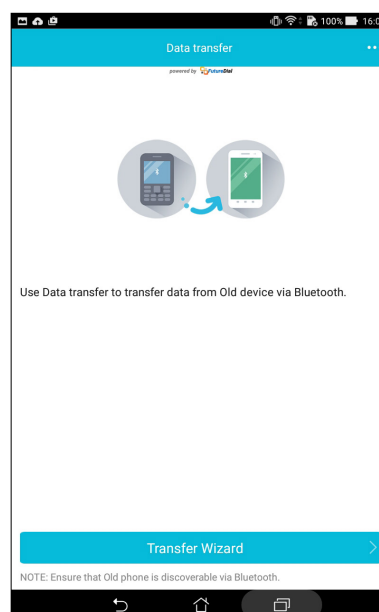 100% 16:0
Data transfer
powered by FutureDial
Use Data transfer to transfer data from Old device via Bluetooth.
Transfer Wizard
NOTE: Ensure that Old phone is discoverable via Bluetooth.